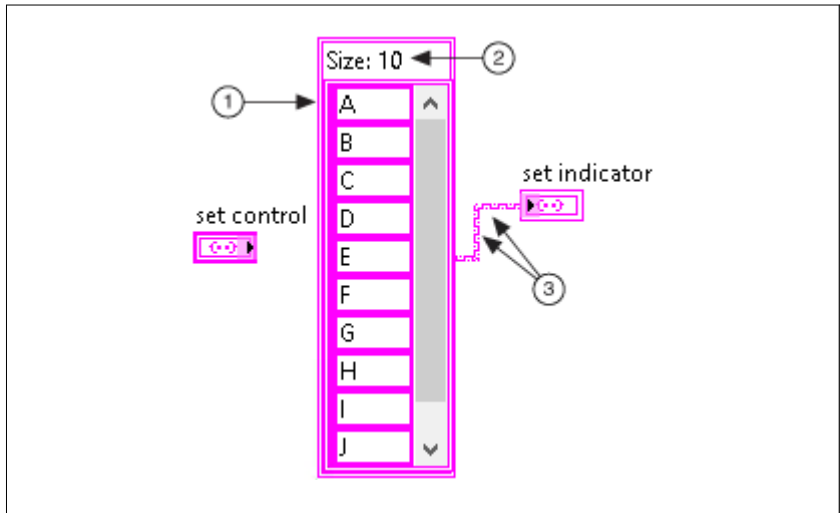 Size: 10
2
1
A
B
C
set indicator
set control
D
E
3
F
G
H
I
J